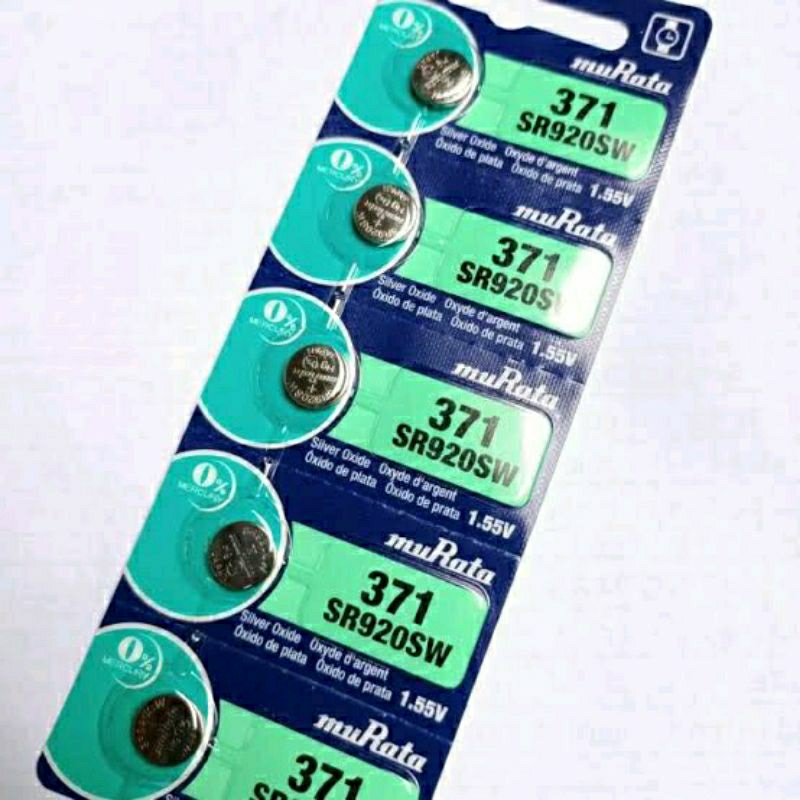 0%
MERCURY
muRata
371
SR920SW
Silver Oxide Oxyde d'argent
Óxido de plata Óxido de prata 1.55V
0%
MERCURY
muRata
371
SR920SW
Silver Oxide Oxyde d'argent
Óxido de plata Óxido de prata 1.55V
0%
MERCURY
muRata
371
SR920SW
Silver Oxide Oxyde d'argent
Óxido de plata Óxido de prata 1.55V
0%
MERCURY
muRata
371
SR920SW
Silver Oxide Oxyde d'argent
Óxido de plata Óxido de prata 1.55V
0%
MERCURY
muRata
371